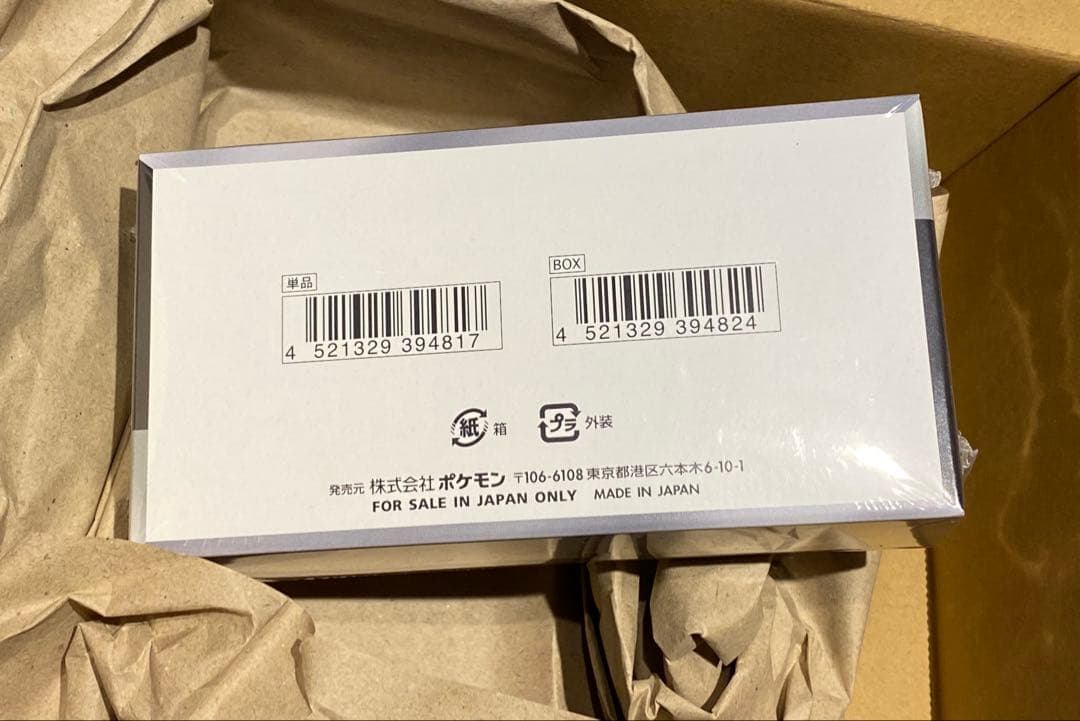 単品
4 521329 394817
BOX
4 521329 394824
紙 箱
プラ 外装
発売元 株式会社 ポケモン 〒106-6108 東京都港区六本木6-10-1
FOR SALE IN JAPAN ONLY MADE IN JAPAN